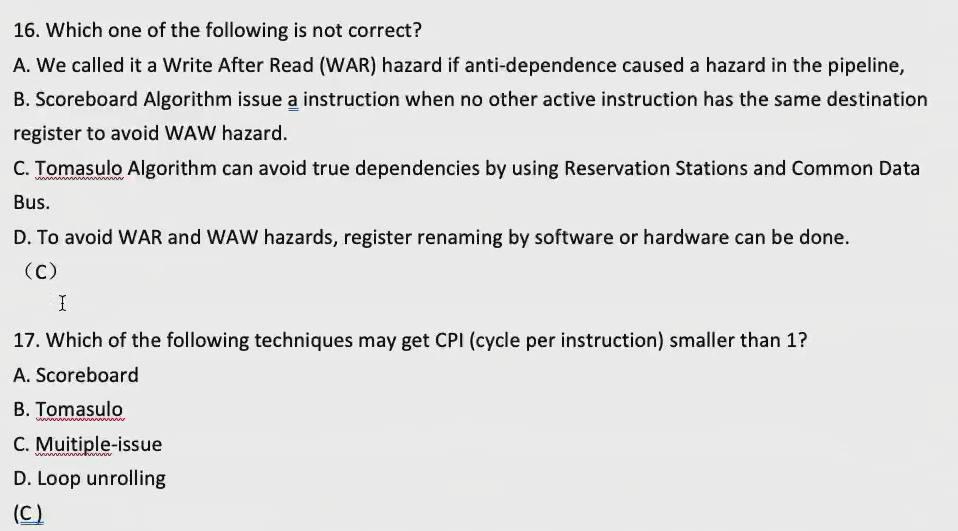 16. Which one of the following is not correct?
A. We called it a Write After Read (WAR) hazard if anti-dependence caused a hazard in the pipeline,
B. Scoreboard Algorithm issue a instruction when no other active instruction has the same destination
register to avoid WAW hazard.
C. Tomasulo Algorithm can avoid true dependencies by using Reservation Stations and Common Data
Bus.
D. To avoid WAR and WAW hazards, register renaming by software or hardware can be done.
（C）
17. Which of the following techniques may get CPI (cycle per instruction) smaller than 1?
A. Scoreboard
B. Tomasulo
C. Muitiple-issue
D. Loop unrolling
(C)